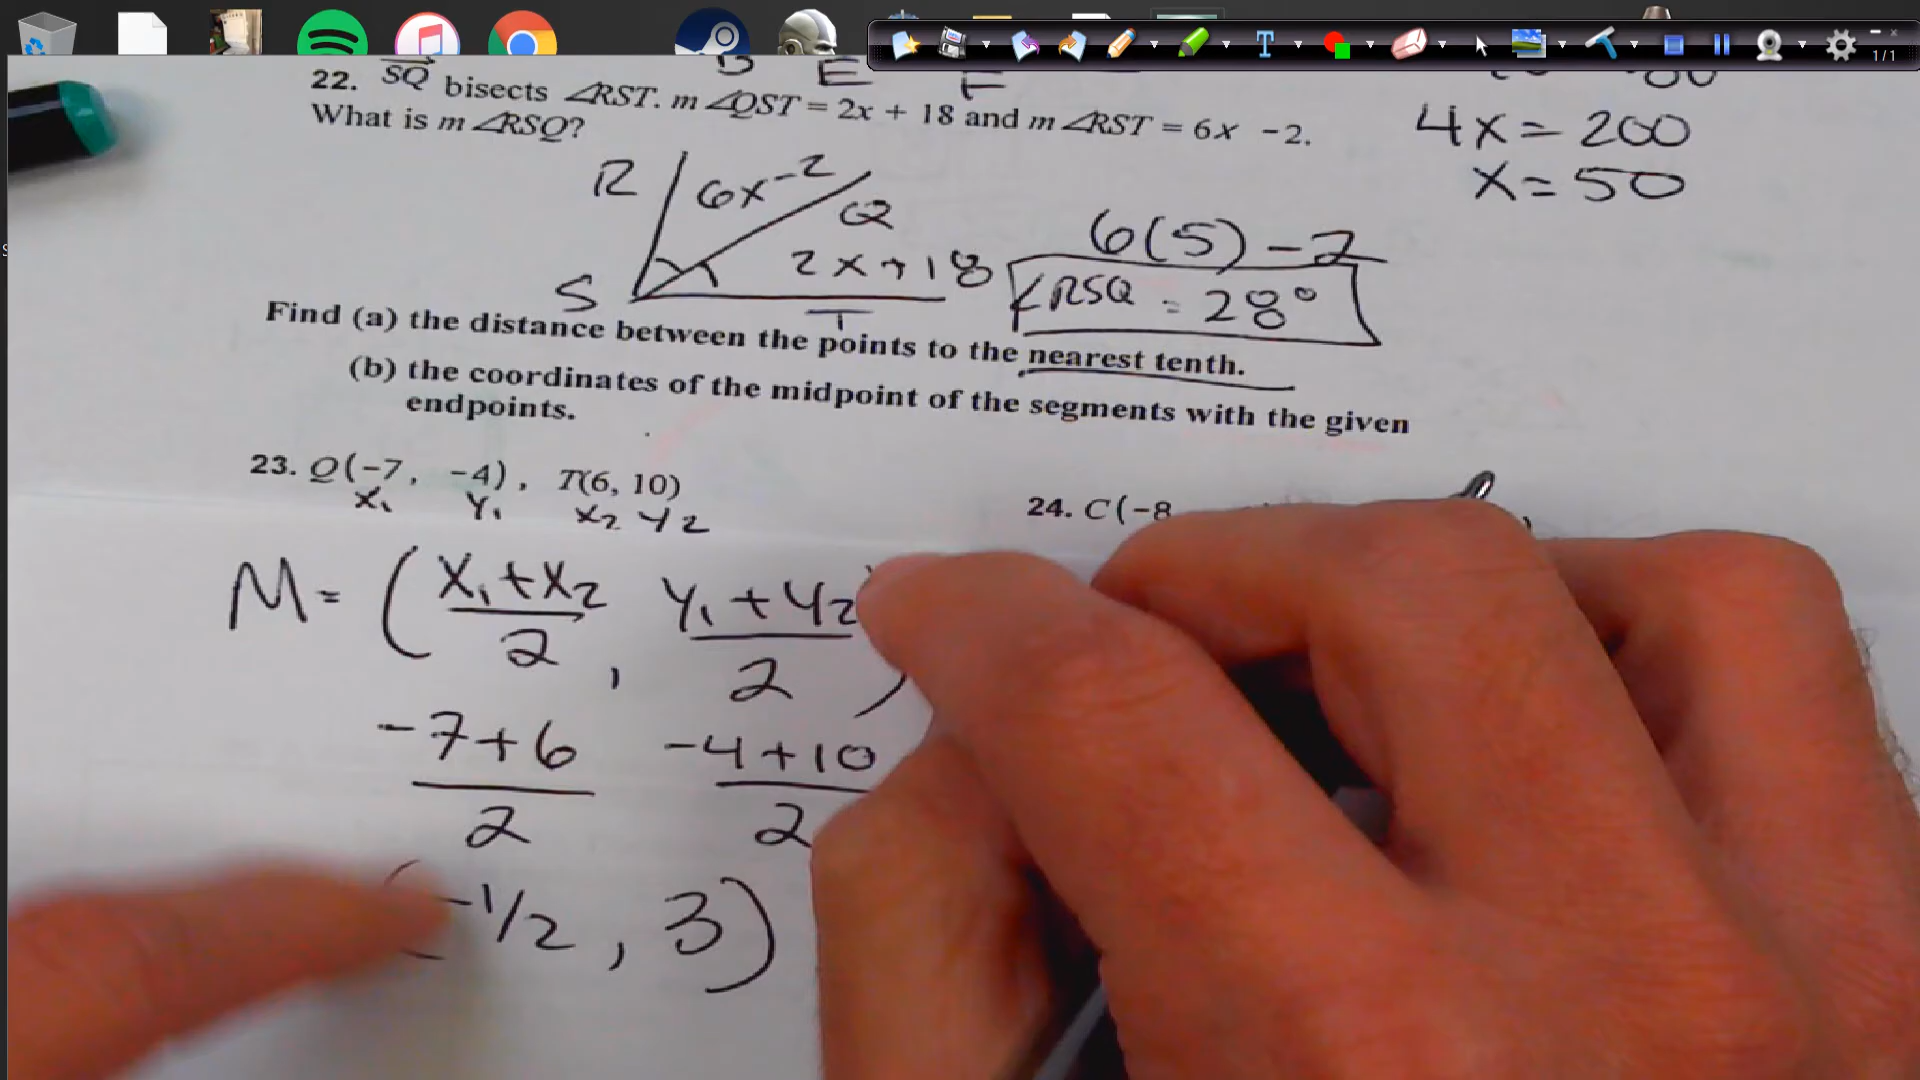 1/1
B E F
22. SQ bisects ∠RST. m∠QST = 2x + 18 and m∠RST = 6x - 2.
What is m∠RSQ?
4x = 200
x = 50
R 6x-2 Q
2x+18
S T
6(5) - 2
∠RSQ = 28°
Find (a) the distance between the points to the nearest tenth.
(b) the coordinates of the midpoint of the segments with the given
endpoints.
23. Q(-7, -4), T(6, 10)
x₁ y₁ x₂ y₂
24. C(-8
M = (x₁+x₂/2, y₁+y₂/2)
-7+6/2 -4+10/2
(-1/2, 3)